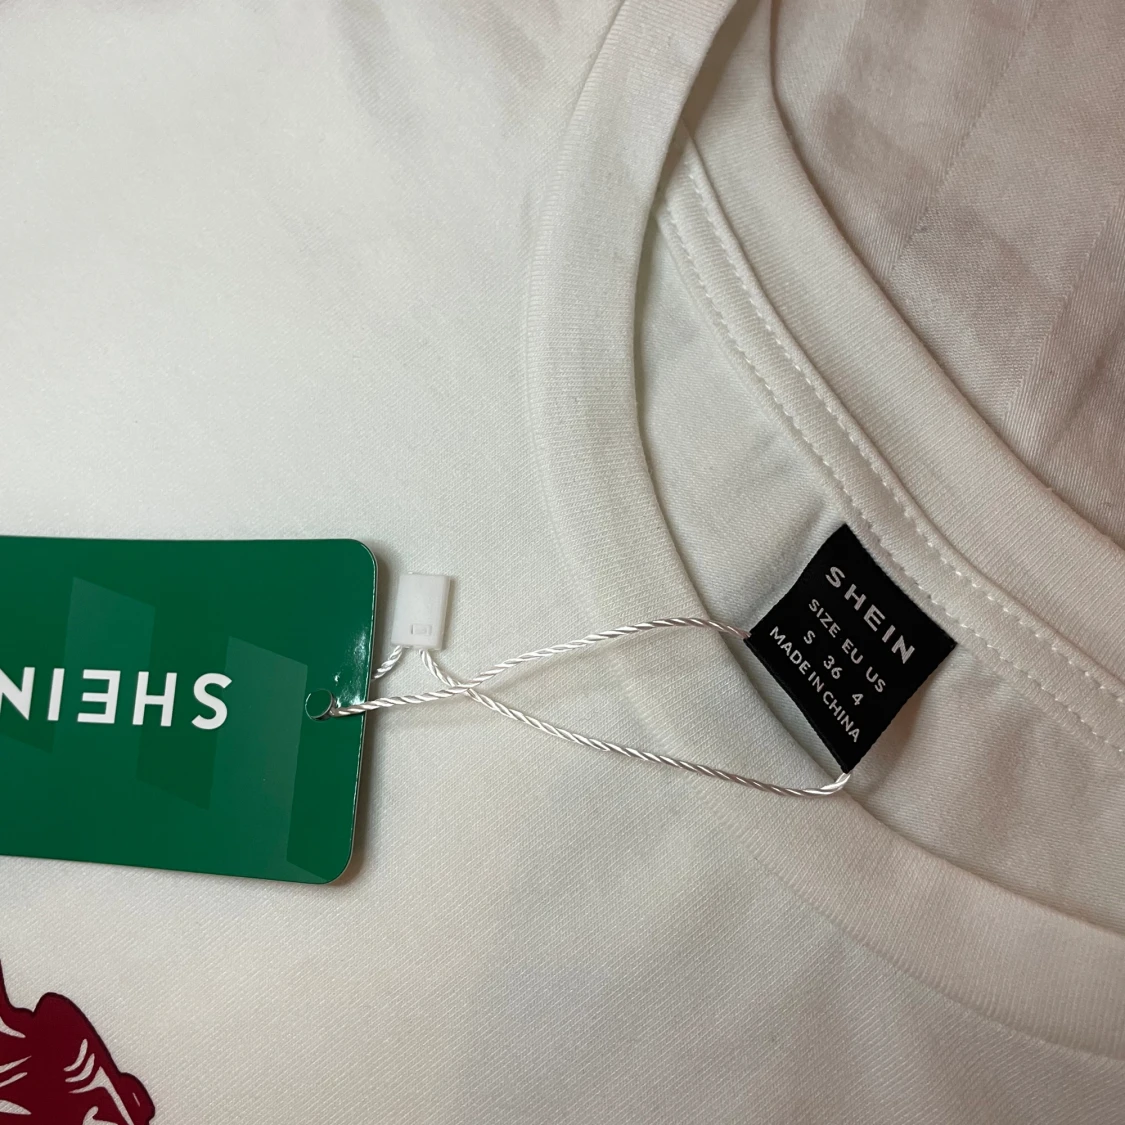 SHEIN
SHEIN
SIZE EU US
S 36 4
MADE IN CHINA